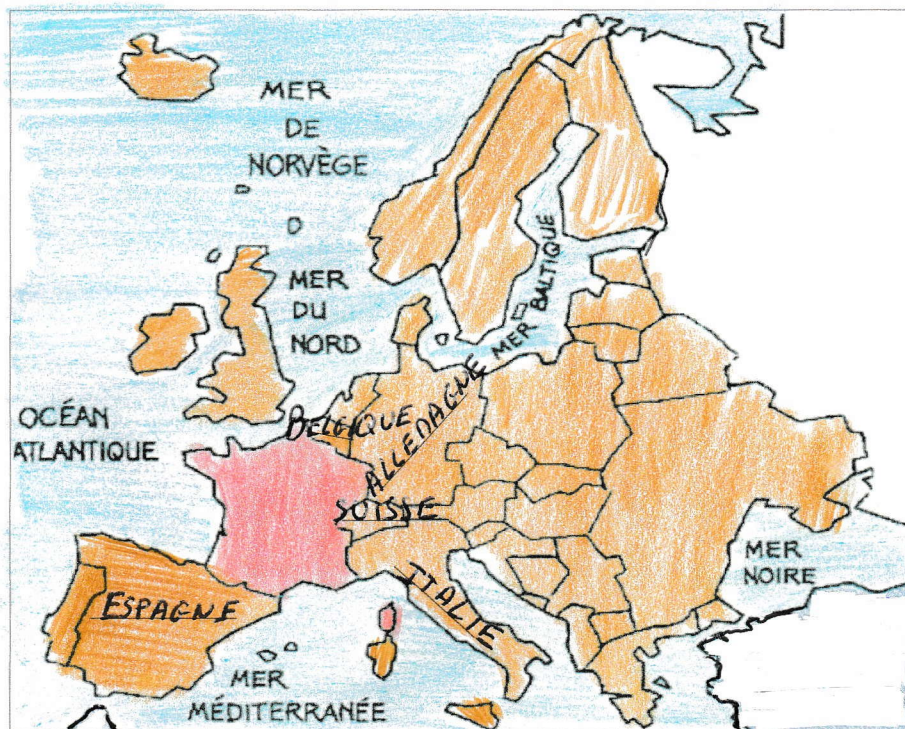 MER
DE
NORVÈGE
MER
DU
NORD
MER BALTIQUE
OCÉAN
ATLANTIQUE
BELGIQUE
ALLEMAGNE
SUISSE
MER
NOIRE
ITALIE
ESPAGNE
MER
MÉDITERRANÉE